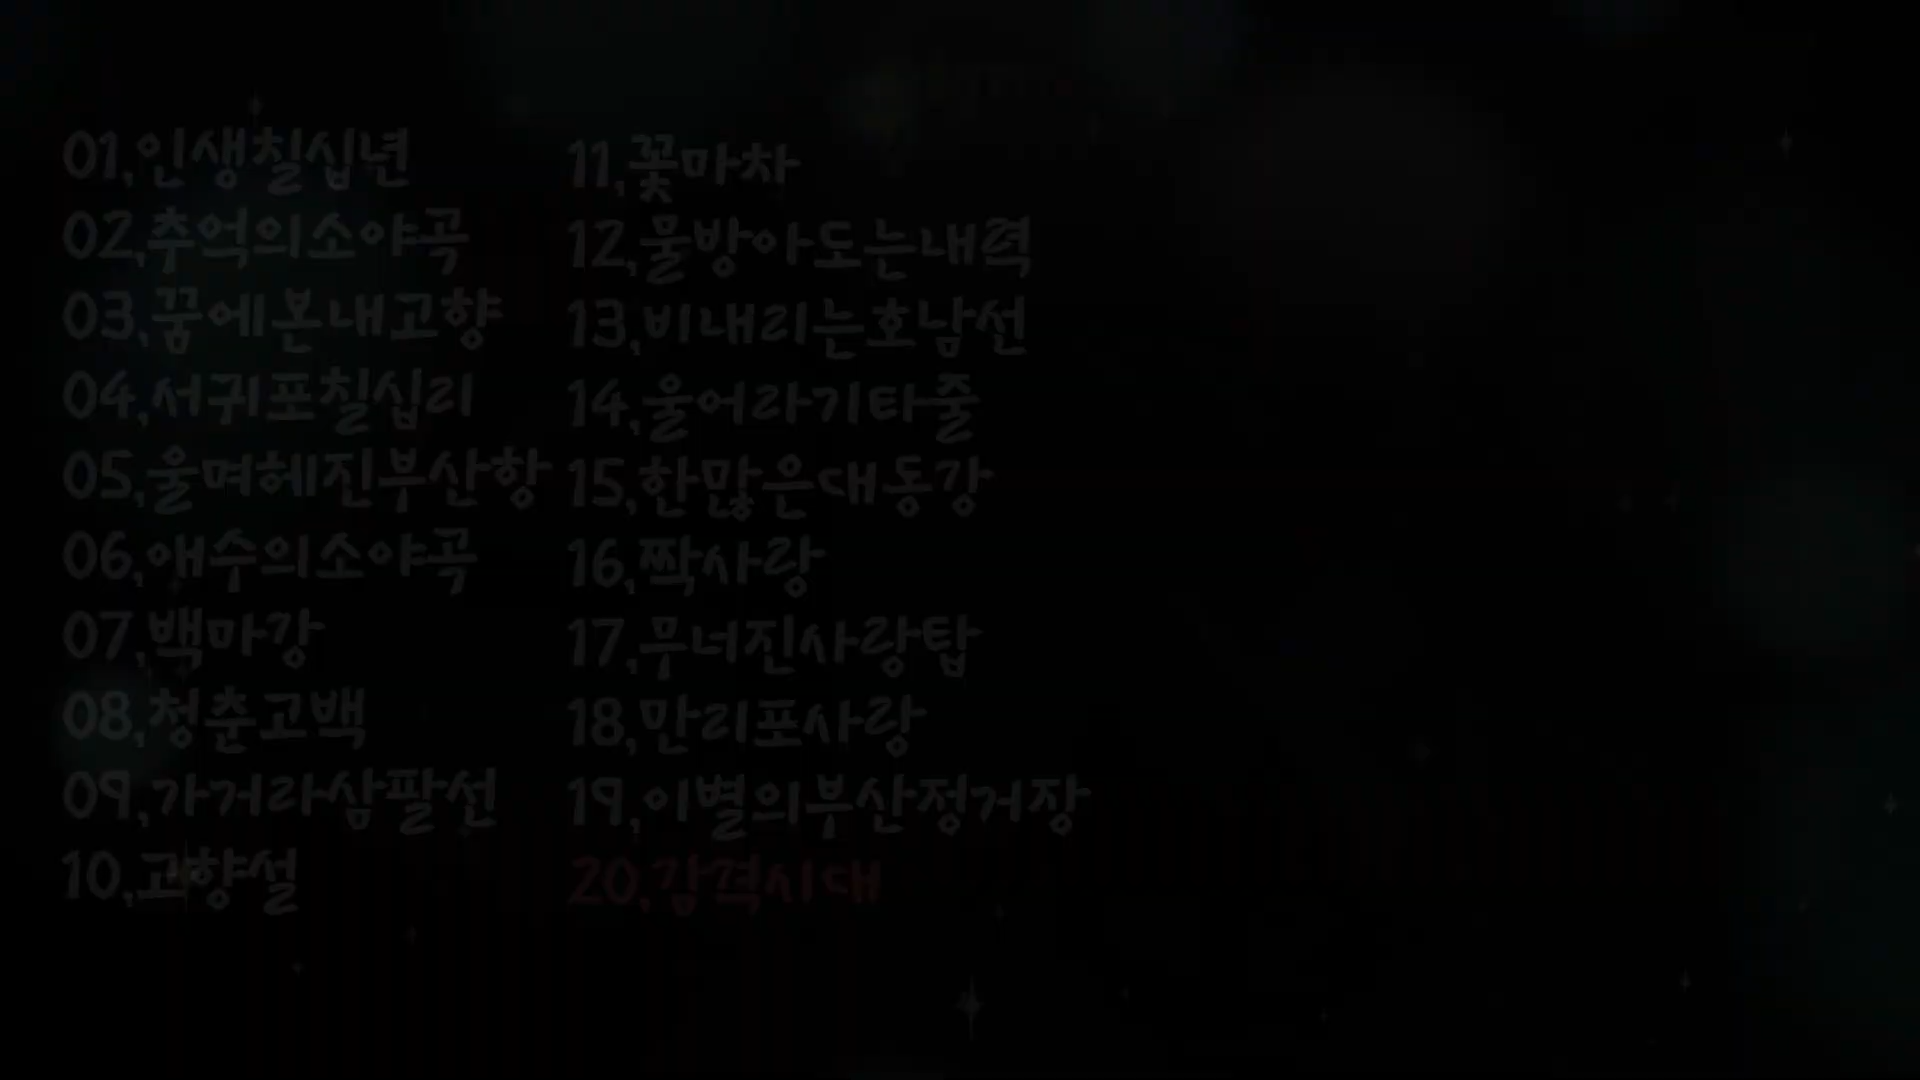 01,인생칠십년
02,추억의소야곡
03,꿈에본내고향
04,서귀포칠십리
05,울며헤진부산항
06,애수의소야곡
07,백마강
08,청춘고백
09,가거라삼팔선
10,고향설
11,꽃마차
12,물방아도는내력
13,비내리는호남선
14,울어라기타줄
15,한많은대동강
16,짝사랑
17,무너진사랑탑
18,만리포사랑
19,이별의부산정거장
20,감격시대